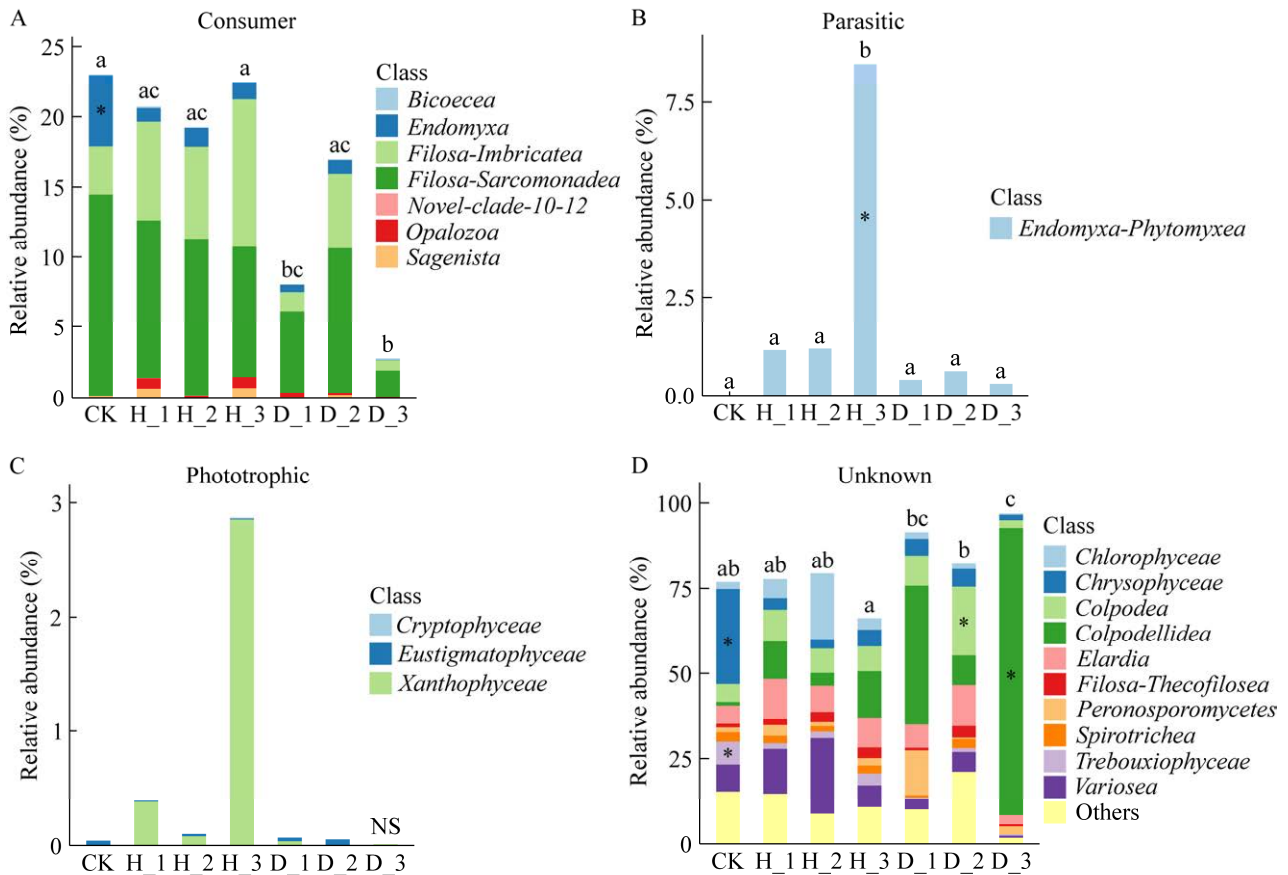 A
Consumer
Relative abundance (%)
25
20
15
10
5
0
a
ac
ac
a
bc
ac
b
*
CK H_1 H_2 H_3 D_1 D_2 D_3
Class
Bicoecea
Endomyxa
Filosa-Imbricatea
Filosa-Sarcomonadea
Novel-clade-10-12
Opalozoa
Sagenista
B
Parasitic
Relative abundance (%)
7.5
5.0
2.5
0.0
a
a
a
b
a
a
a
*
CK H_1 H_2 H_3 D_1 D_2 D_3
Class
Endomyxa-Phytomyxea
C
Phototrophic
Relative abundance (%)
3
2
1
0
NS
CK H_1 H_2 H_3 D_1 D_2 D_3
Class
Cryptophyceae
Eustigmatophyceae
Xanthophyceae
D
Unknown
Relative abundance (%)
100
75
50
25
0
ab
ab
ab
a
bc
b
c
*
*
*
*
CK H_1 H_2 H_3 D_1 D_2 D_3
Class
Chlorophyceae
Chrysophyceae
Colpodea
Colpodellidea
Elardia
Filosa-Thecofilosea
Peronosporomycetes
Spirotrichea
Trebouxiophyceae
Variosea
Others